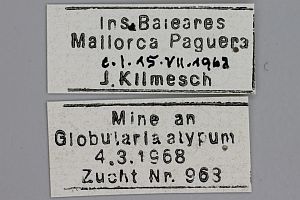 Ins. Baleares
Mallorca Paguera
e.l. 15.VII.1968
J. Klimesch
Mine an
Globularia alypum
4.3.1968
Zucht Nr. 963